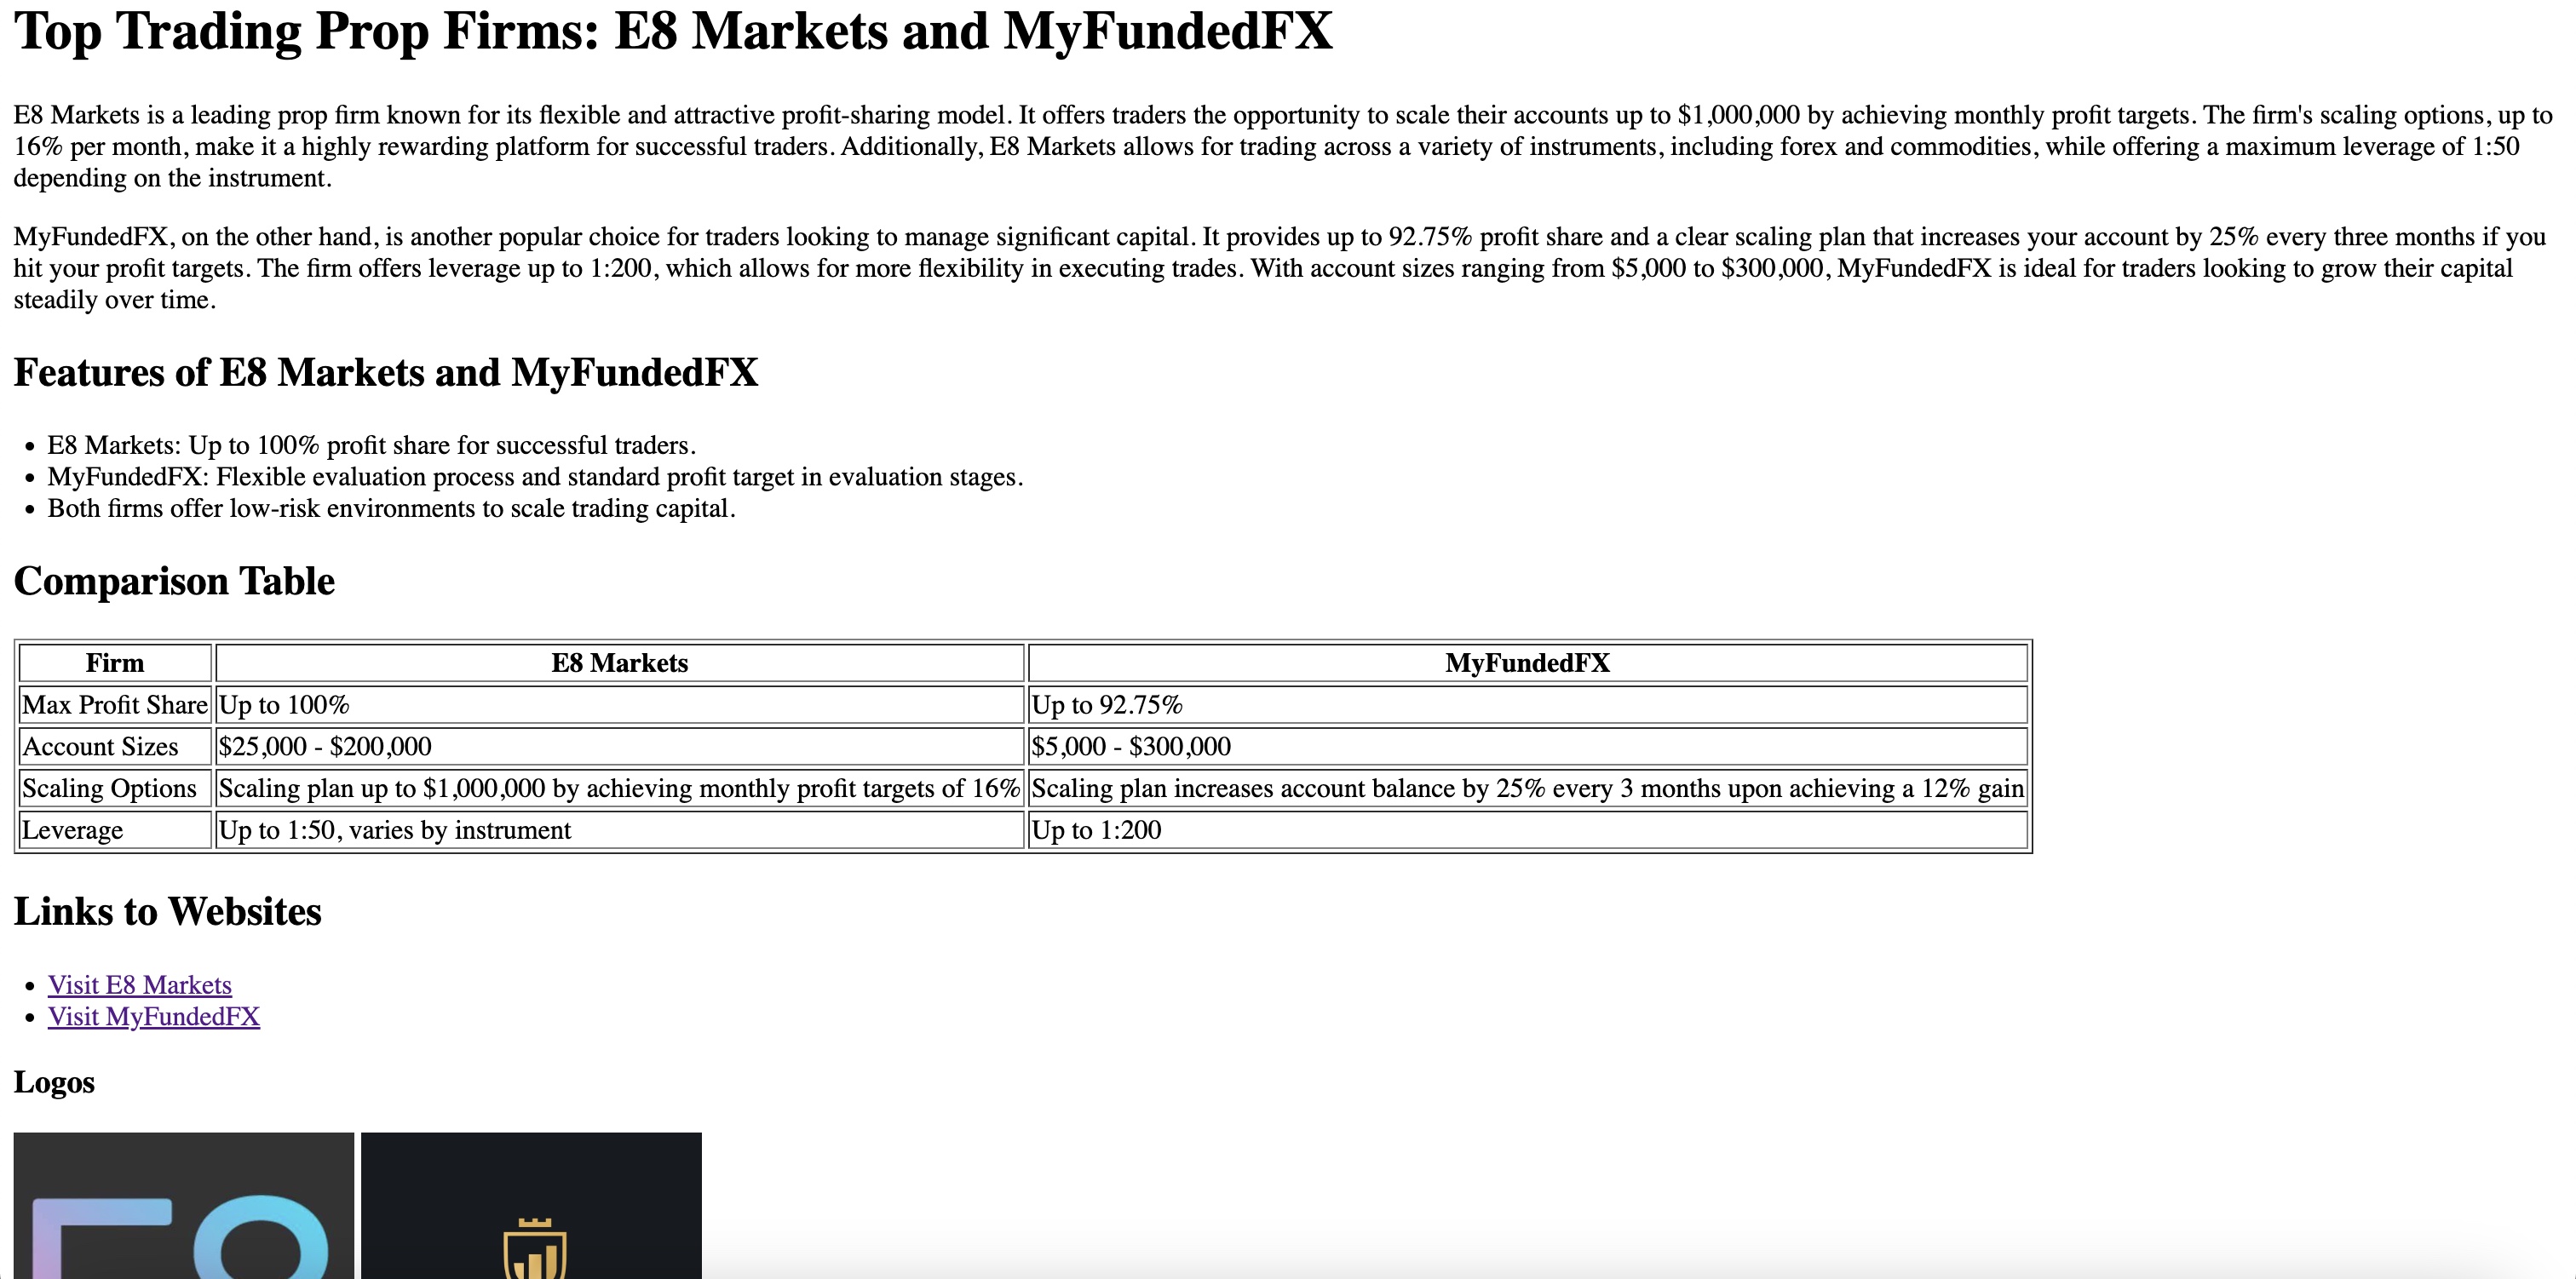 Top Trading Prop Firms: E8 Markets and MyFundedFX
E8 Markets is a leading prop firm known for its flexible and attractive profit-sharing model. It offers traders the opportunity to scale their accounts up to $1,000,000 by achieving monthly profit targets. The firm's scaling options, up to
16% per month, make it a highly rewarding platform for successful traders. Additionally, E8 Markets allows for trading across a variety of instruments, including forex and commodities, while offering a maximum leverage of 1:50
depending on the instrument.
MyFundedFX, on the other hand, is another popular choice for traders looking to manage significant capital. It provides up to 92.75% profit share and a clear scaling plan that increases your account by 25% every three months if you
hit your profit targets. The firm offers leverage up to 1:200, which allows for more flexibility in executing trades. With account sizes ranging from $5,000 to $300,000, MyFundedFX is ideal for traders looking to grow their capital
steadily over time.
Features of E8 Markets and MyFundedFX
• E8 Markets: Up to 100% profit share for successful traders.
• MyFundedFX: Flexible evaluation process and standard profit target in evaluation stages.
• Both firms offer low-risk environments to scale trading capital.
Comparison Table
Firm E8 Markets MyFundedFX
Max Profit Share Up to 100% Up to 92.75%
Account Sizes $25,000 - $200,000 $5,000 - $300,000
Scaling Options Scaling plan up to $1,000,000 by achieving monthly profit targets of 16% Scaling plan increases account balance by 25% every 3 months upon achieving a 12% gain
Leverage Up to 1:50, varies by instrument Up to 1:200
Links to Websites
• Visit E8 Markets
• Visit MyFundedFX
Logos
E8